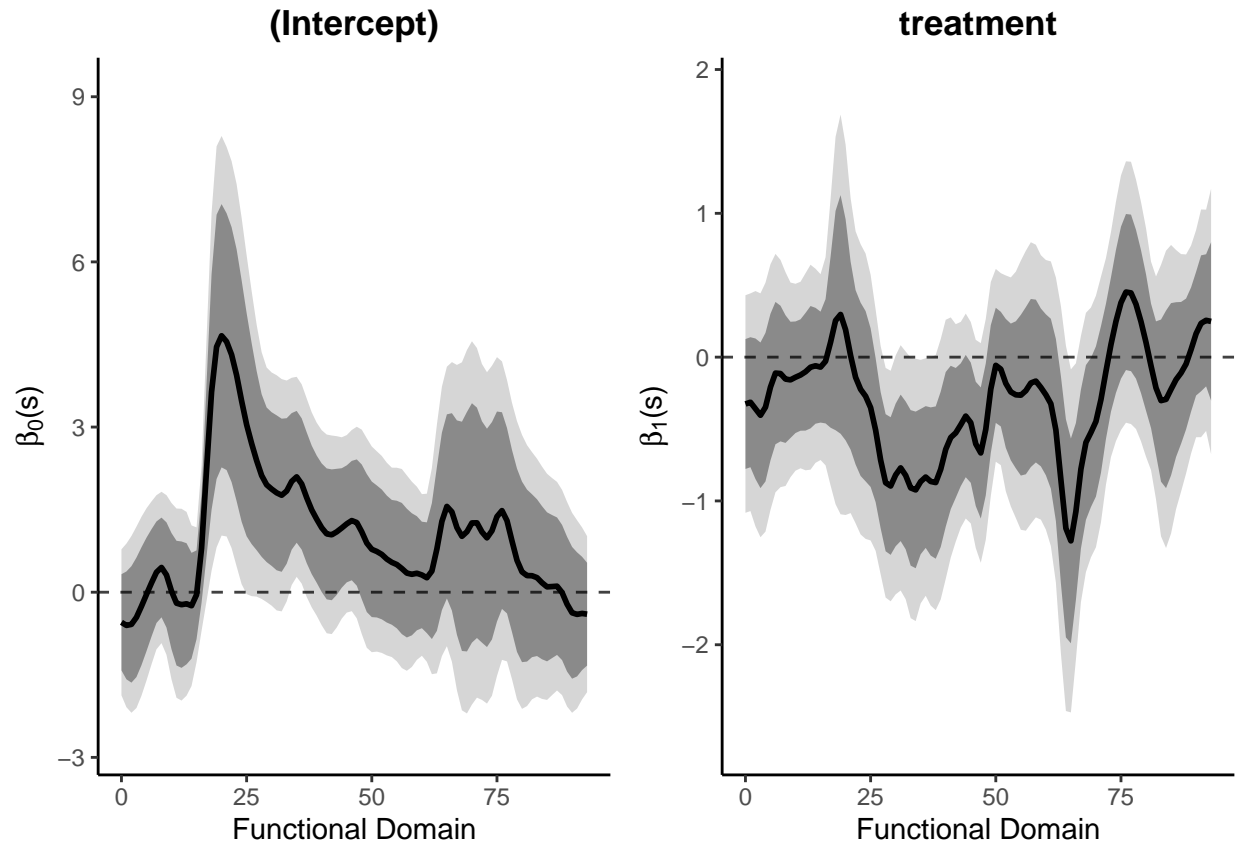 (Intercept)
9
6
3
0
−3
β₀(s)
0 25 50 75
Functional Domain
treatment
2
1
0
−1
−2
β₁(s)
0 25 50 75
Functional Domain